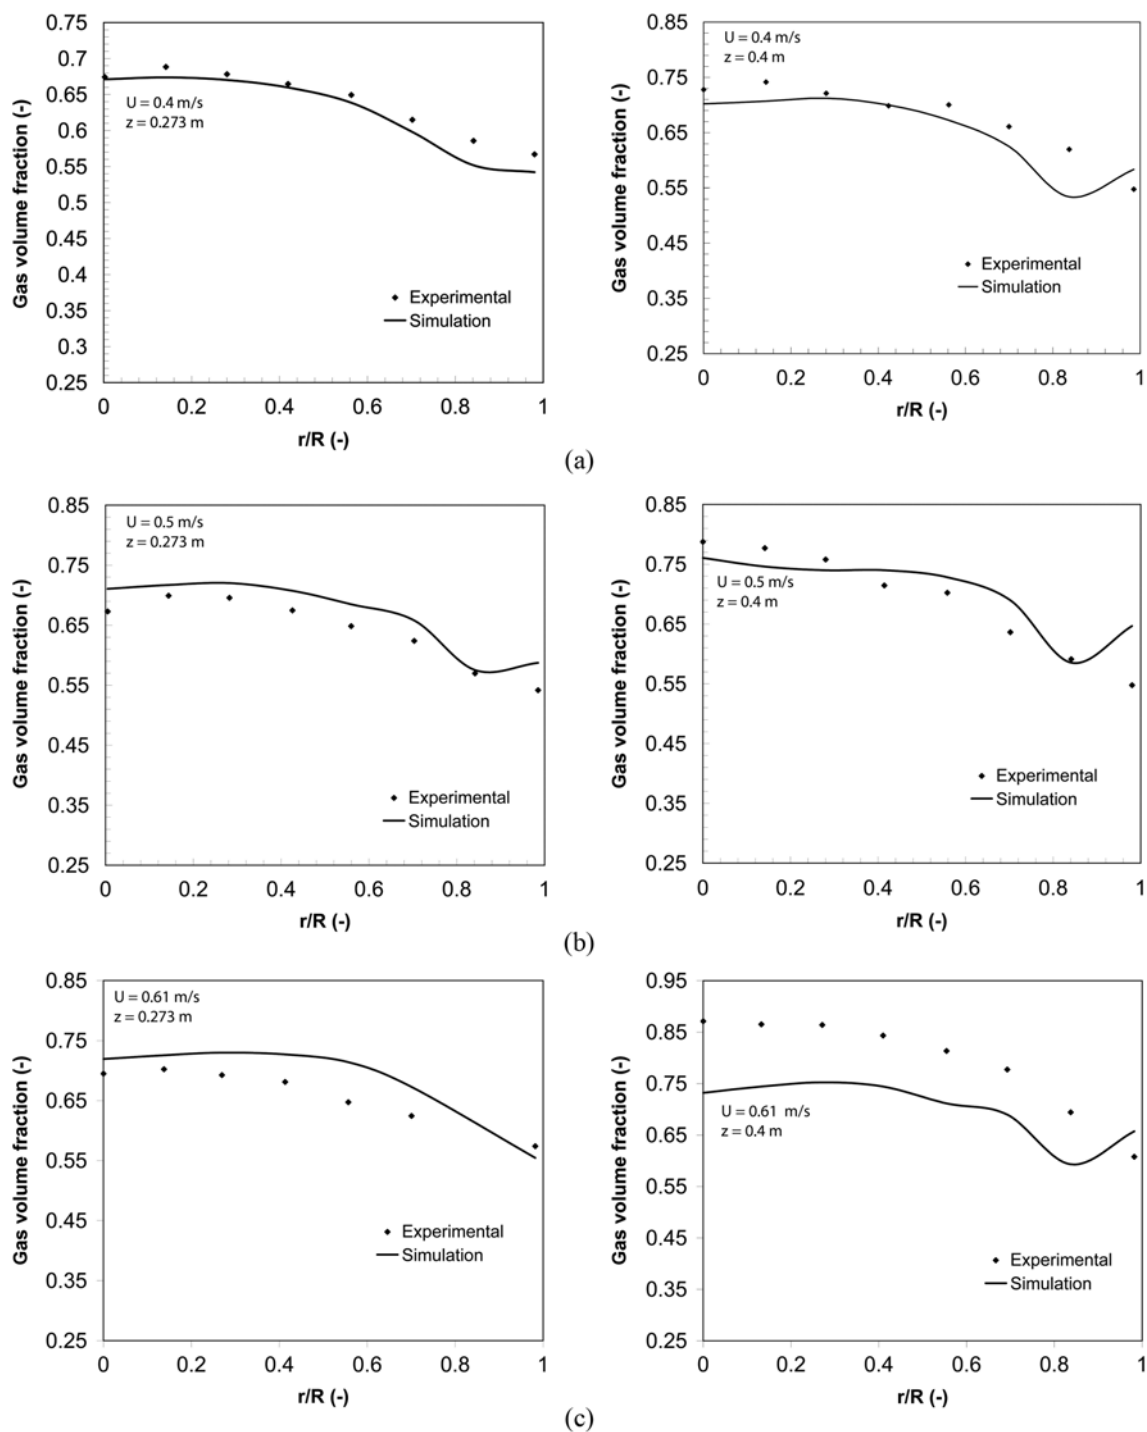 0.75
0.7
0.65
0.6
0.55
0.5
0.45
0.4
0.35
0.3
0.25
Gas volume fraction (-)
U = 0.4 m/s
z = 0.273 m
Experimental
Simulation
0 0.2 0.4 0.6 0.8 1
r/R (-)
0.85
0.75
0.65
0.55
0.45
0.35
0.25
Gas volume fraction (-)
U = 0.4 m/s
z = 0.4 m
Experimental
Simulation
0 0.2 0.4 0.6 0.8 1
r/R (-)
(a)
0.85
0.75
0.65
0.55
0.45
0.35
0.25
Gas volume fraction (-)
U = 0.5 m/s
z = 0.273 m
Experimental
Simulation
0 0.2 0.4 0.6 0.8 1
r/R (-)
0.85
0.75
0.65
0.55
0.45
0.35
0.25
Gas volume fraction (-)
U = 0.5 m/s
z = 0.4 m
Experimental
Simulation
0 0.2 0.4 0.6 0.8 1
r/R (-)
(b)
0.85
0.75
0.65
0.55
0.45
0.35
0.25
Gas volume fraction (-)
U = 0.61 m/s
z = 0.273 m
Experimental
Simulation
0 0.2 0.4 0.6 0.8 1
r/R (-)
0.95
0.85
0.75
0.65
0.55
0.45
0.35
0.25
Gas volume fraction (-)
U = 0.61 m/s
z = 0.4 m
Experimental
Simulation
0 0.2 0.4 0.6 0.8 1
r/R (-)
(c)